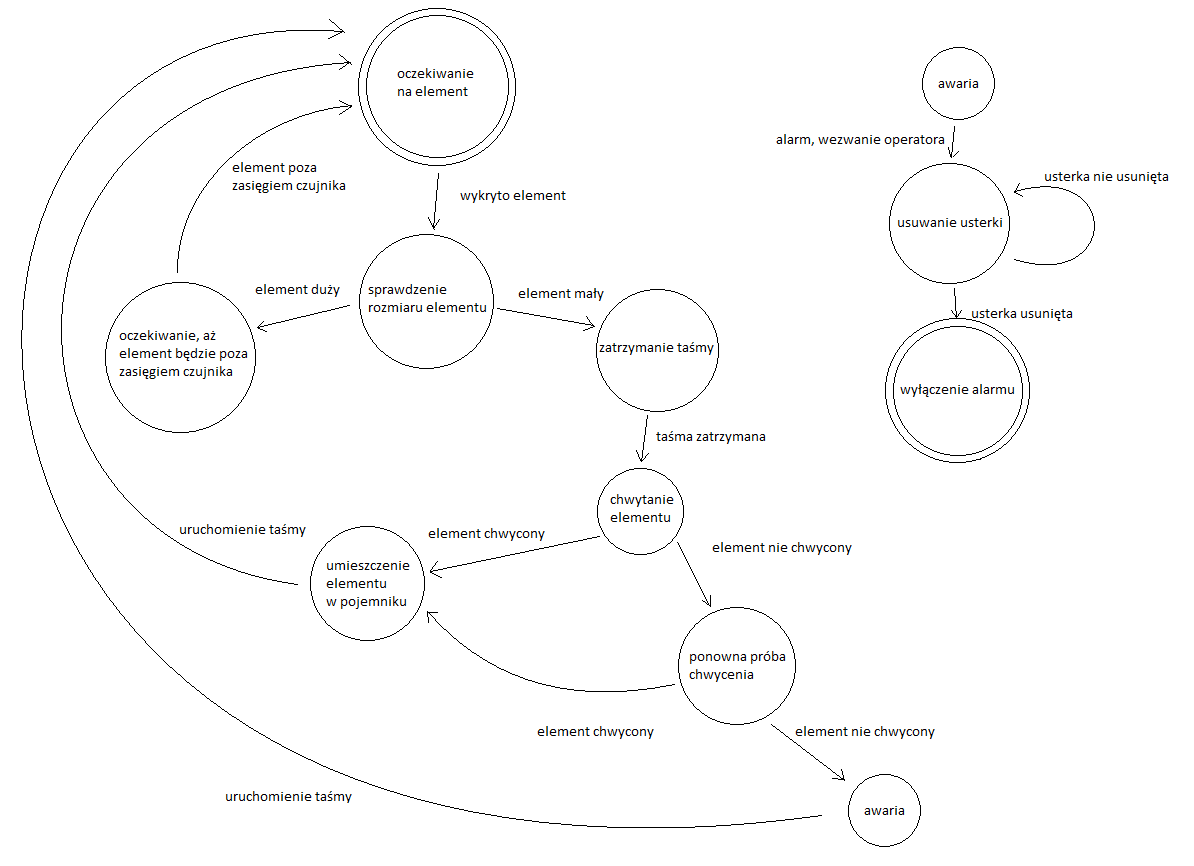 oczekiwanie
na element
awaria
alarm, wezwanie operatora
element poza
zasięgiem czujnika
wykryto element
usterka nie usunięta
usuwanie usterki
element duży
sprawdzenie
rozmiaru elementu
element mały
usterka usunięta
oczekiwanie, aż
element będzie poza
zasięgiem czujnika
zatrzymanie taśmy
wyłączenie alarmu
taśma zatrzymana
chwytanie
elementu
uruchomienie taśmy
element chwycony
element nie chwycony
umieszczenie
elementu
w pojemniku
ponowna próba
chwycenia
element chwycony
element nie chwycony
uruchomienie taśmy
awaria